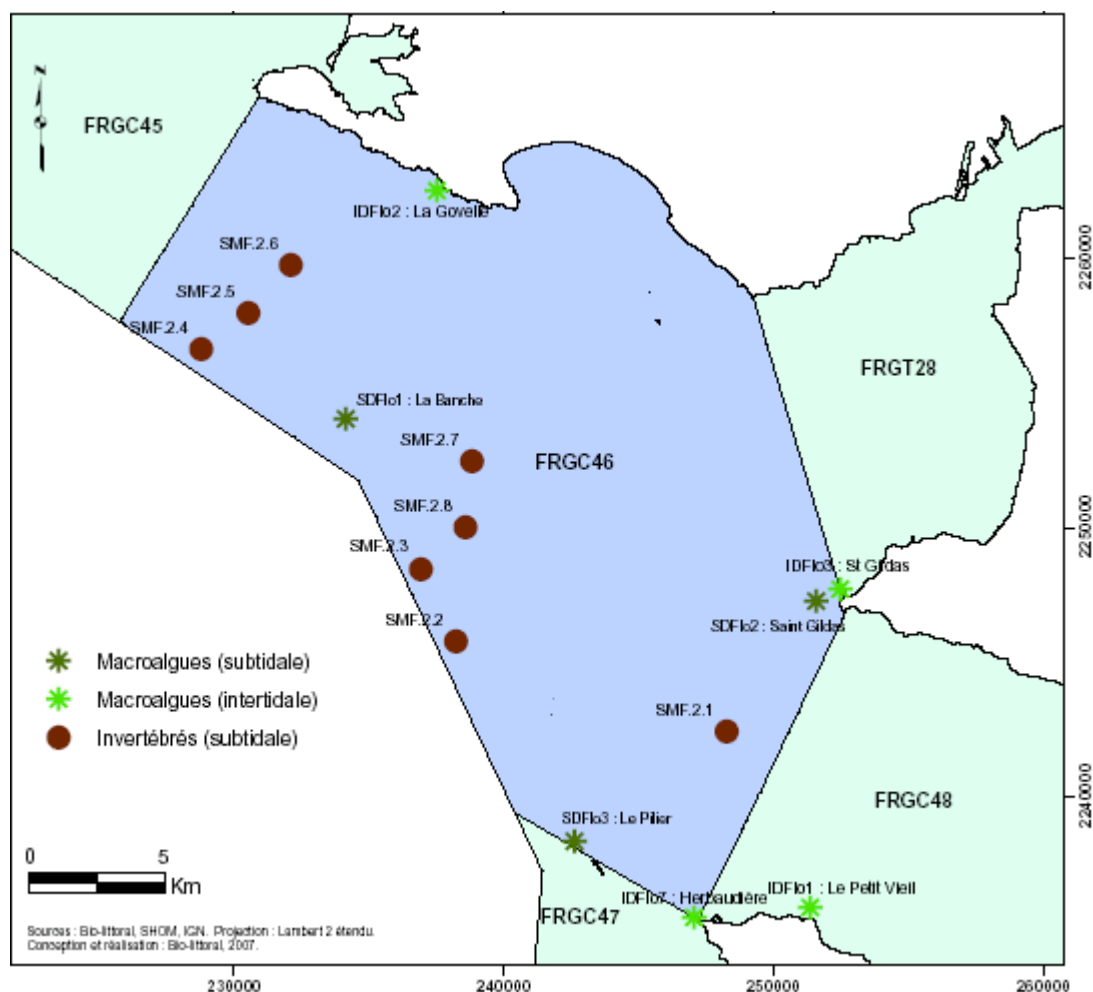 N
FRGC45
IDFlo2 : La Govelle
SMF.2.6
2260000
SMF.2.5
SMF.2.4
FRGT28
SDFlo1 : La Banche
SMF.2.7
FRGC46
SMF.2.8
2250000
SMF.2.3
IDFlo3 : St Gildas
SMF.2.2
SDFlo2 : Saint Gildas
Macroalgues (subtidale)
Macroalgues (intertidale)
SMF.2.1
Invertébrés (subtidale)
FRGC48
2240000
SDFlo3 : Le Pilier
0 5
Km
IDFlo7 : Herbaudière
IDFlo1 : Le Petit Vieil
FRGC47
Sources : Bio-littoral, SHOM, IGN. Projection : Lambert 2 étendu.
Conception et réalisation : Bio-littoral, 2007.
230000 240000 250000 260000